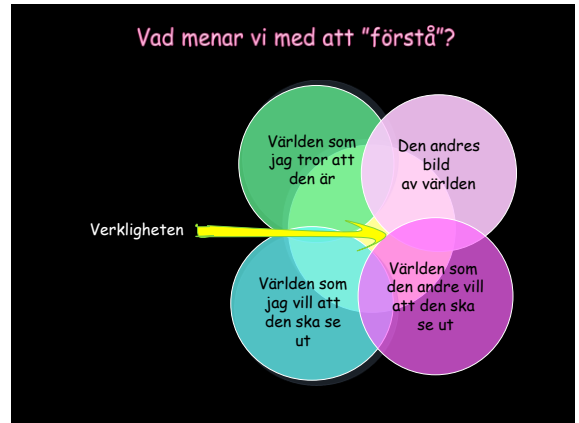 Vad menar vi med att ”förstå”?
Världen som
jag tror att
den är
Den andres
bild
av världen
Verkligheten
Världen som
jag vill att
den ska se
ut
Världen som
den andre vill
att den ska
se ut